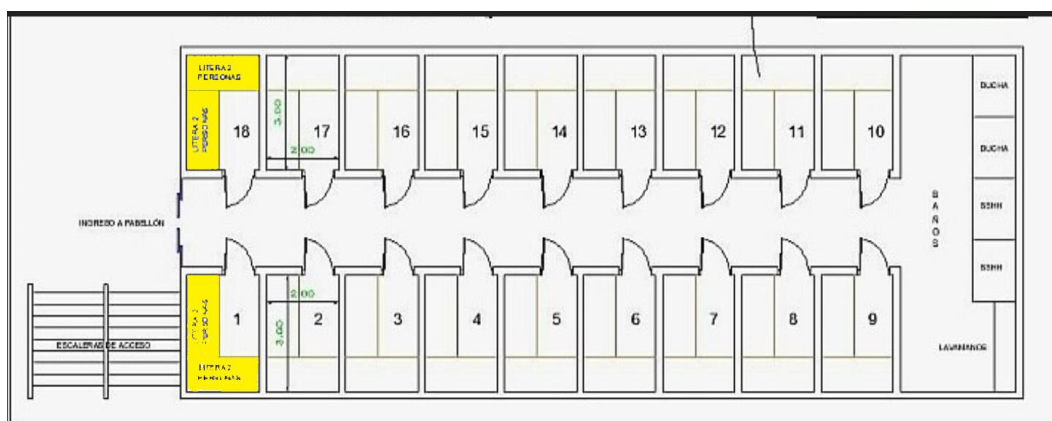 LITERA 2
PERSONAS
LITERA 2
PERSONAS
3.00
2.00
18
17
16
15
14
13
12
11
10
DUCHA
DUCHA
SSHH
SSHH
BAÑOS
INGRESO A PABELLÓN
LITERA 2
PERSONAS
LITERA 2
PERSONAS
2.00
3.00
1
2
3
4
5
6
7
8
9
ESCALERAS DE ACCESO
LAVAMANOS